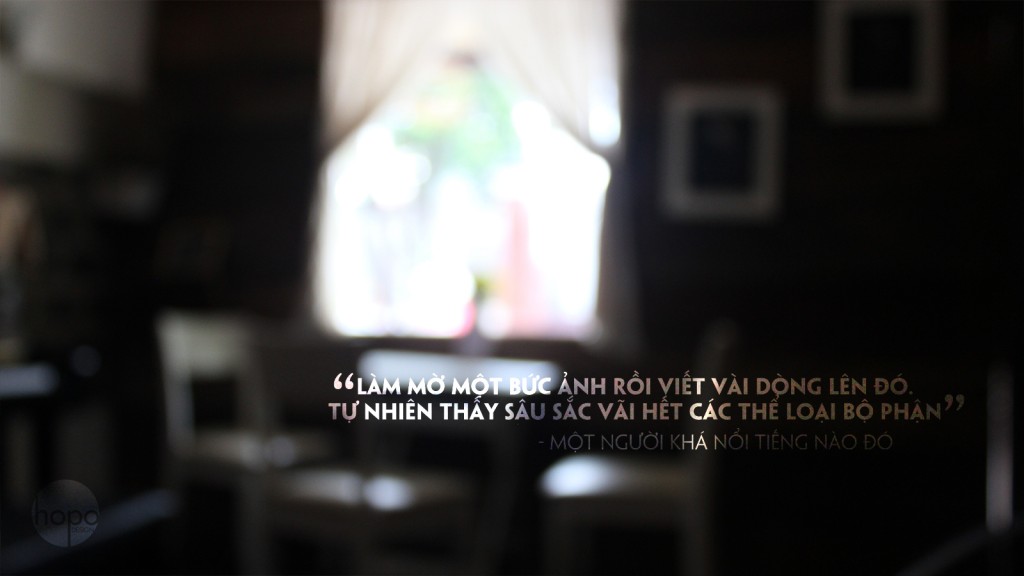 “LÀM MỜ MỘT BỨC ẢNH RỒI VIẾT VÀI DÒNG LÊN ĐÓ.
TỰ NHIÊN THẤY SÂU SẮC VÃI HẾT CÁC THỂ LOẠI BỘ PHẬN”
- MỘT NGƯỜI KHÁ NỔI TIẾNG NÀO ĐÓ
hopo